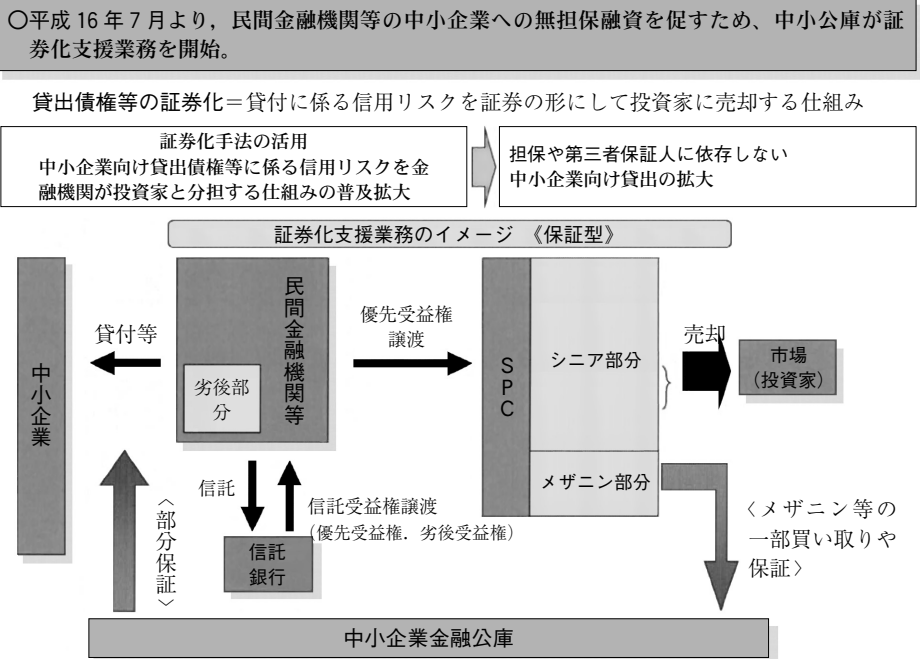 〇平成16年7月より，民間金融機関等の中小企業への無担保融資を促すため、中小公庫が証
券化支援業務を開始。
貸出債権等の証券化＝貸付に係る信用リスクを証券の形にして投資家に売却する仕組み
証券化手法の活用
中小企業向け貸出債権等に係る信用リスクを金
融機関が投資家と分担する仕組みの普及拡大
担保や第三者保証人に依存しない
中小企業向け貸出の拡大
証券化支援業務のイメージ　《保証型》
中小企業
貸付等
民間金融機関等
劣後部
分
優先受益権
譲渡
SPC
シニア部分
メザニン部分
売却
市場
（投資家）
〈部分保証〉
信託
信託受益権譲渡
（優先受益権．劣後受益権）
信託
銀行
〈メザニン等の
一部買い取りや
保証〉
中小企業金融公庫